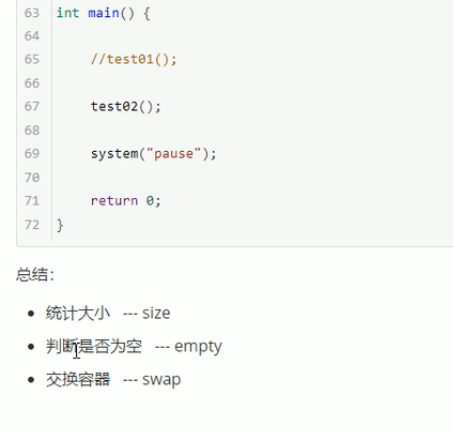 63 int main() {
64
65 //test01();
66
67 test02();
68
69 system("pause");
70
71 return 0;
72 }
总结：
统计大小 --- size
判断是否为空 --- empty
交换容器 --- swap